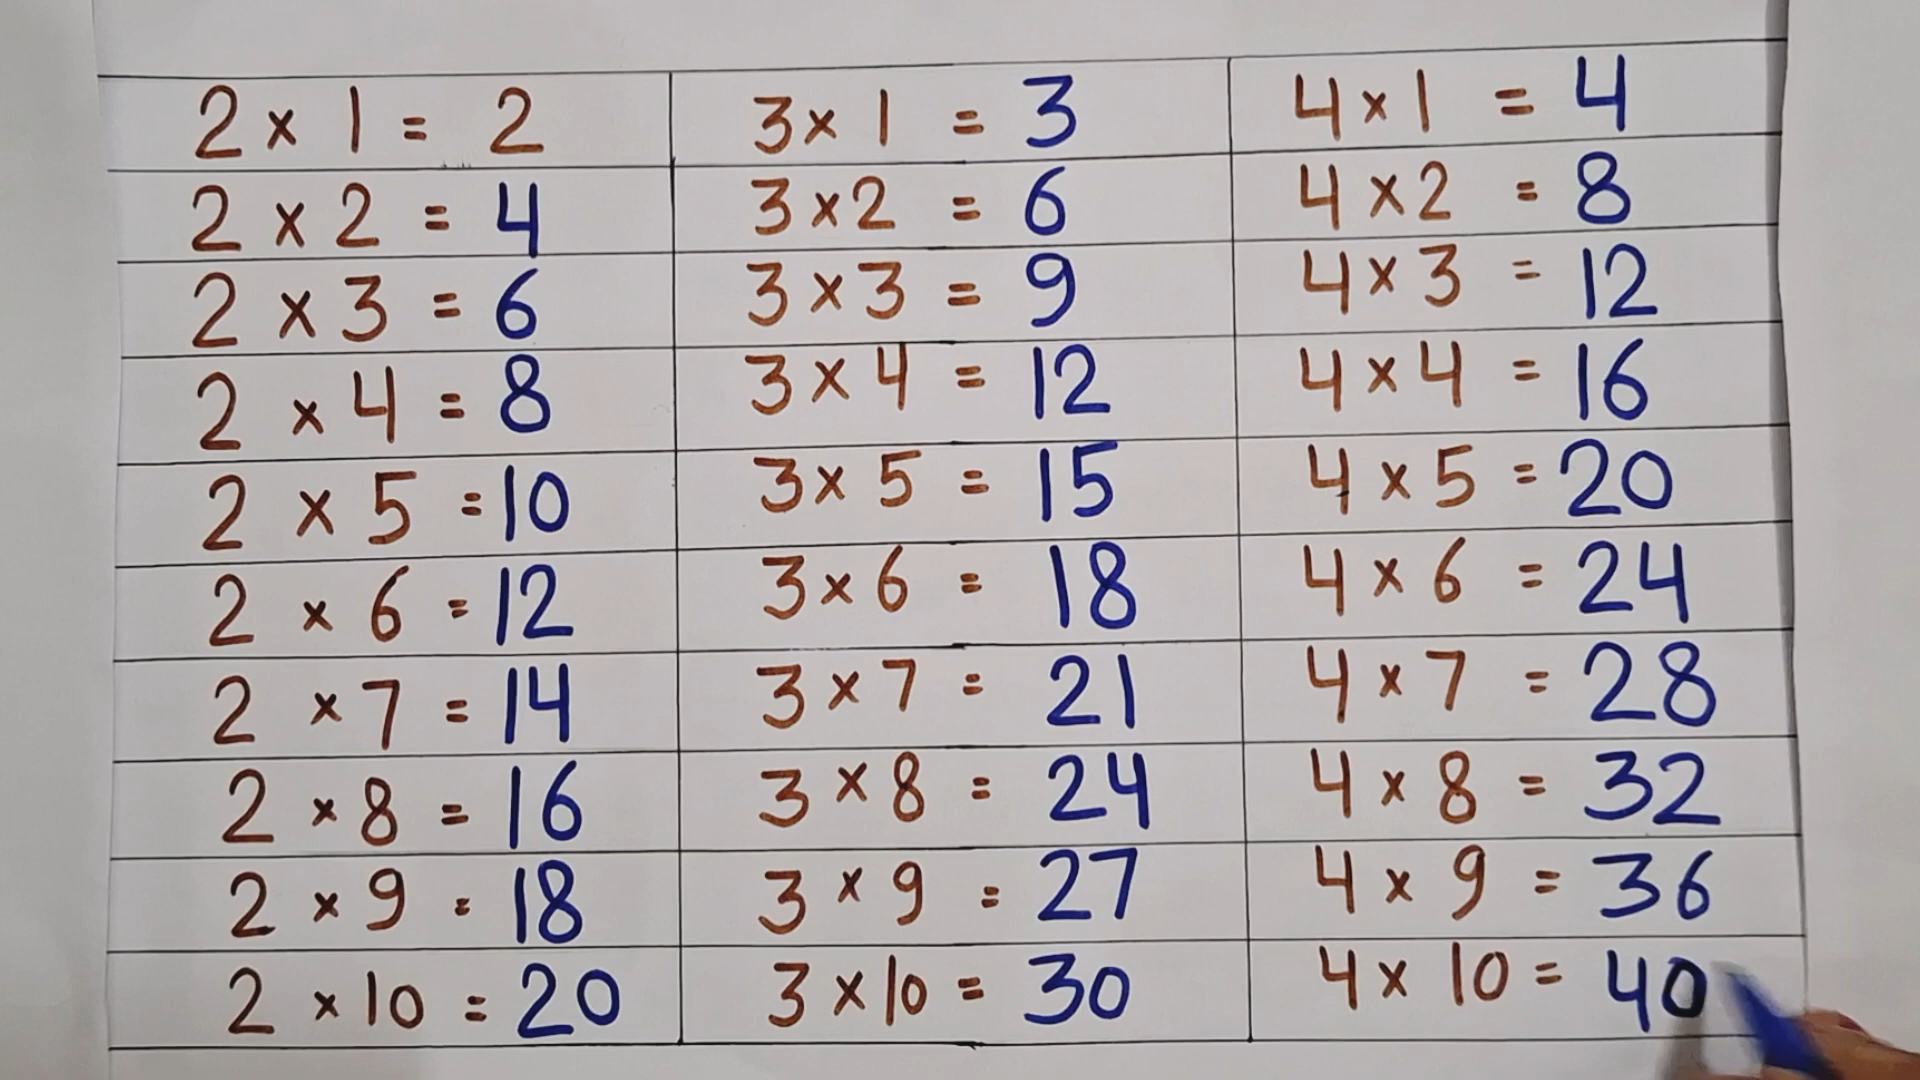 2 × 1 = 2 3 × 1 = 3 4 × 1 = 4
2 × 2 = 4 3 × 2 = 6 4 × 2 = 8
2 × 3 = 6 3 × 3 = 9 4 × 3 = 12
2 × 4 = 8 3 × 4 = 12 4 × 4 = 16
2 × 5 = 10 3 × 5 = 15 4 × 5 = 20
2 × 6 = 12 3 × 6 = 18 4 × 6 = 24
2 × 7 = 14 3 × 7 = 21 4 × 7 = 28
2 × 8 = 16 3 × 8 = 24 4 × 8 = 32
2 × 9 = 18 3 × 9 = 27 4 × 9 = 36
2 × 10 = 20 3 × 10 = 30 4 × 10 = 40